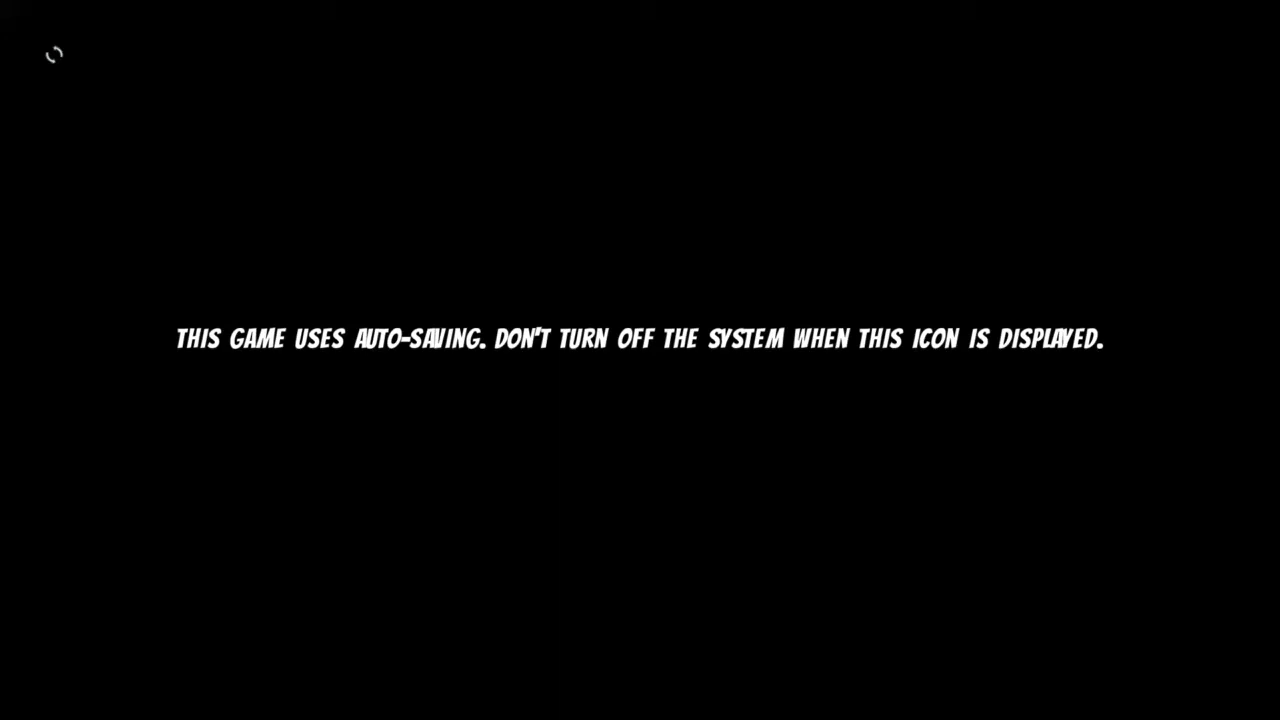 THIS GAME USES AUTO-SAVING. DON'T TURN OFF THE SYSTEM WHEN THIS ICON IS DISPLAYED.